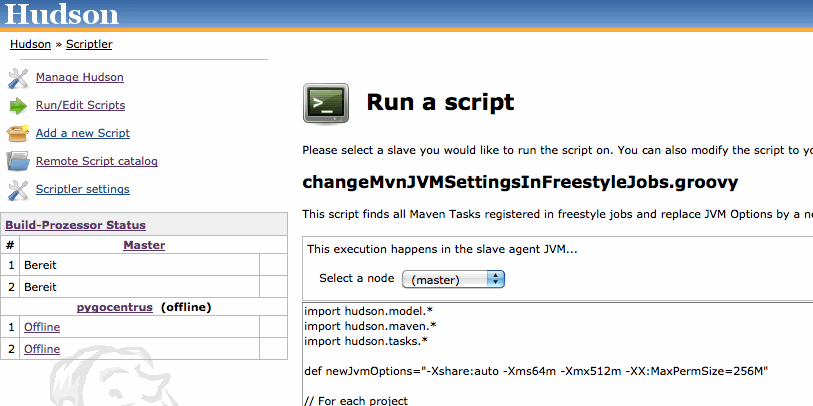 Hudson
Hudson » Scriptler
Manage Hudson
Run/Edit Scripts
Add a new Script
Remote Script catalog
Scriptler settings
Build-Prozessor Status
# Master
1 Bereit
2 Bereit
pygocentrus (offline)
1 Offline
2 Offline
>_
Run a script
Please select a slave you would like to run the script on. You can also modify the script to
changeMvnJVMSettingsInFreestyleJobs.groovy
This script finds all Maven Tasks registered in freestyle jobs and replace JVM Options by a
This execution happens in the slave agent JVM...
Select a node (master)
import hudson.model.*
import hudson.maven.*
import hudson.tasks.*
def newJvmOptions="-Xshare:auto -Xms64m -Xmx512m -XX:MaxPermSize=256M"
// For each project